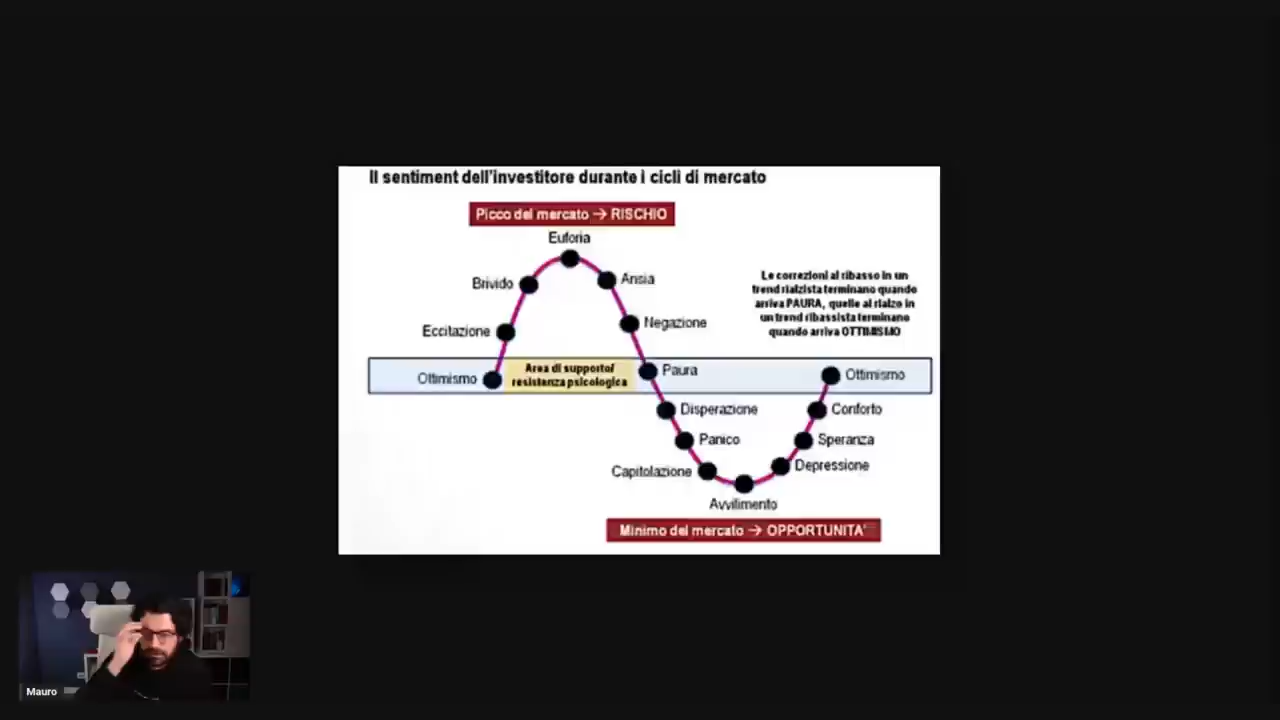 Il sentiment dell'investitore durante i cicli di mercato
Picco del mercato → RISCHIO
Euforia
Brivido
Ansia
Eccitazione
Negazione
Le correzioni al ribasso in un
trend rialzista terminano quando
arriva PAURA, quelle al rialzo in
un trend ribassista terminano
quando arriva OTTIMISMO
Ottimismo
Area di supporto/
resistenza psicologica
Paura
Ottimismo
Disperazione
Conforto
Panico
Speranza
Capitolazione
Depressione
Avvilimento
Minimo del mercato → OPPORTUNITA'
Mauro